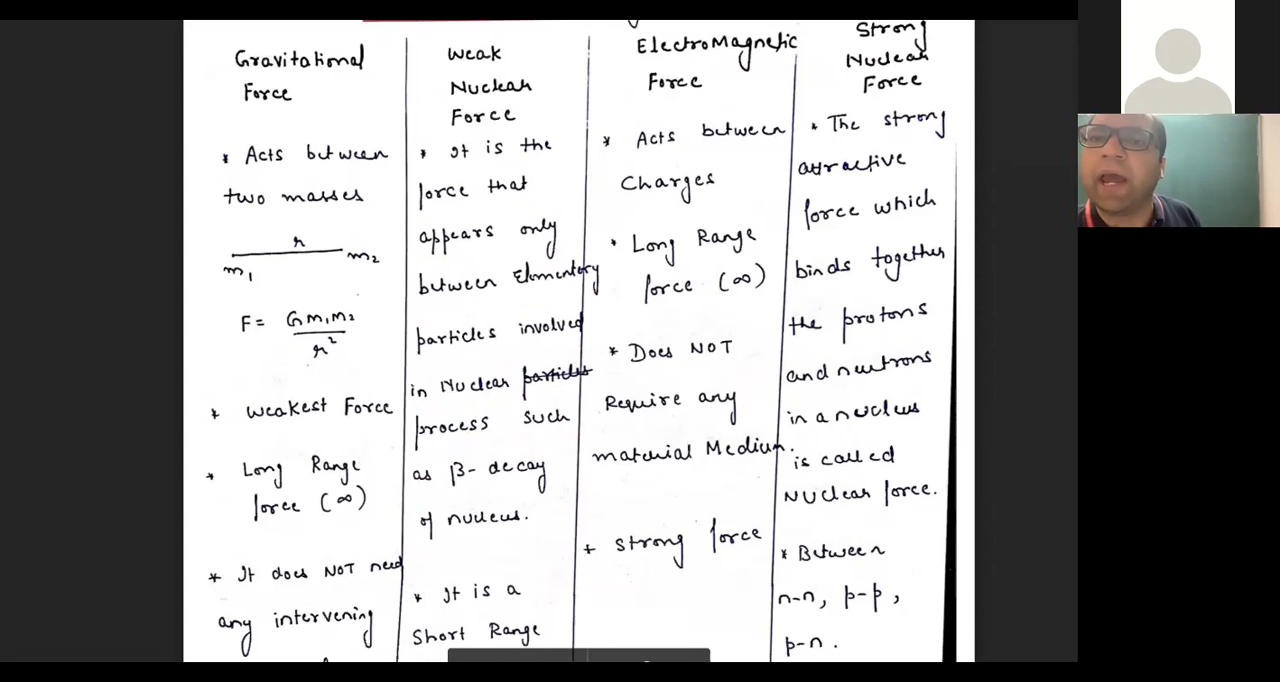 Gravitational
Force
* Acts between
two masses
r
m1 m2
F = Gm1m2
r²
* Weakest Force
* Long Range
force (∞)
* It does NOT need
any intervening
Weak
Nuclear
Force
* It is the
force that
appears only
between Elementery
particles involved
in Nuclear particles
process such
as β-decay
of nucleus.
* It is a
Short Range
ElectroMagnetic
Force
* Acts between
Charges
* Long Range
force (∞)
* Does NOT
Require any
material Medium.
+ strong force
Strong
Nuclear
Force
* The strong
attractive
force which
binds together
the protons
and neutrons
in a nucleus
is called
Nuclear force.
* Between
n-n, p-p,
p-n.